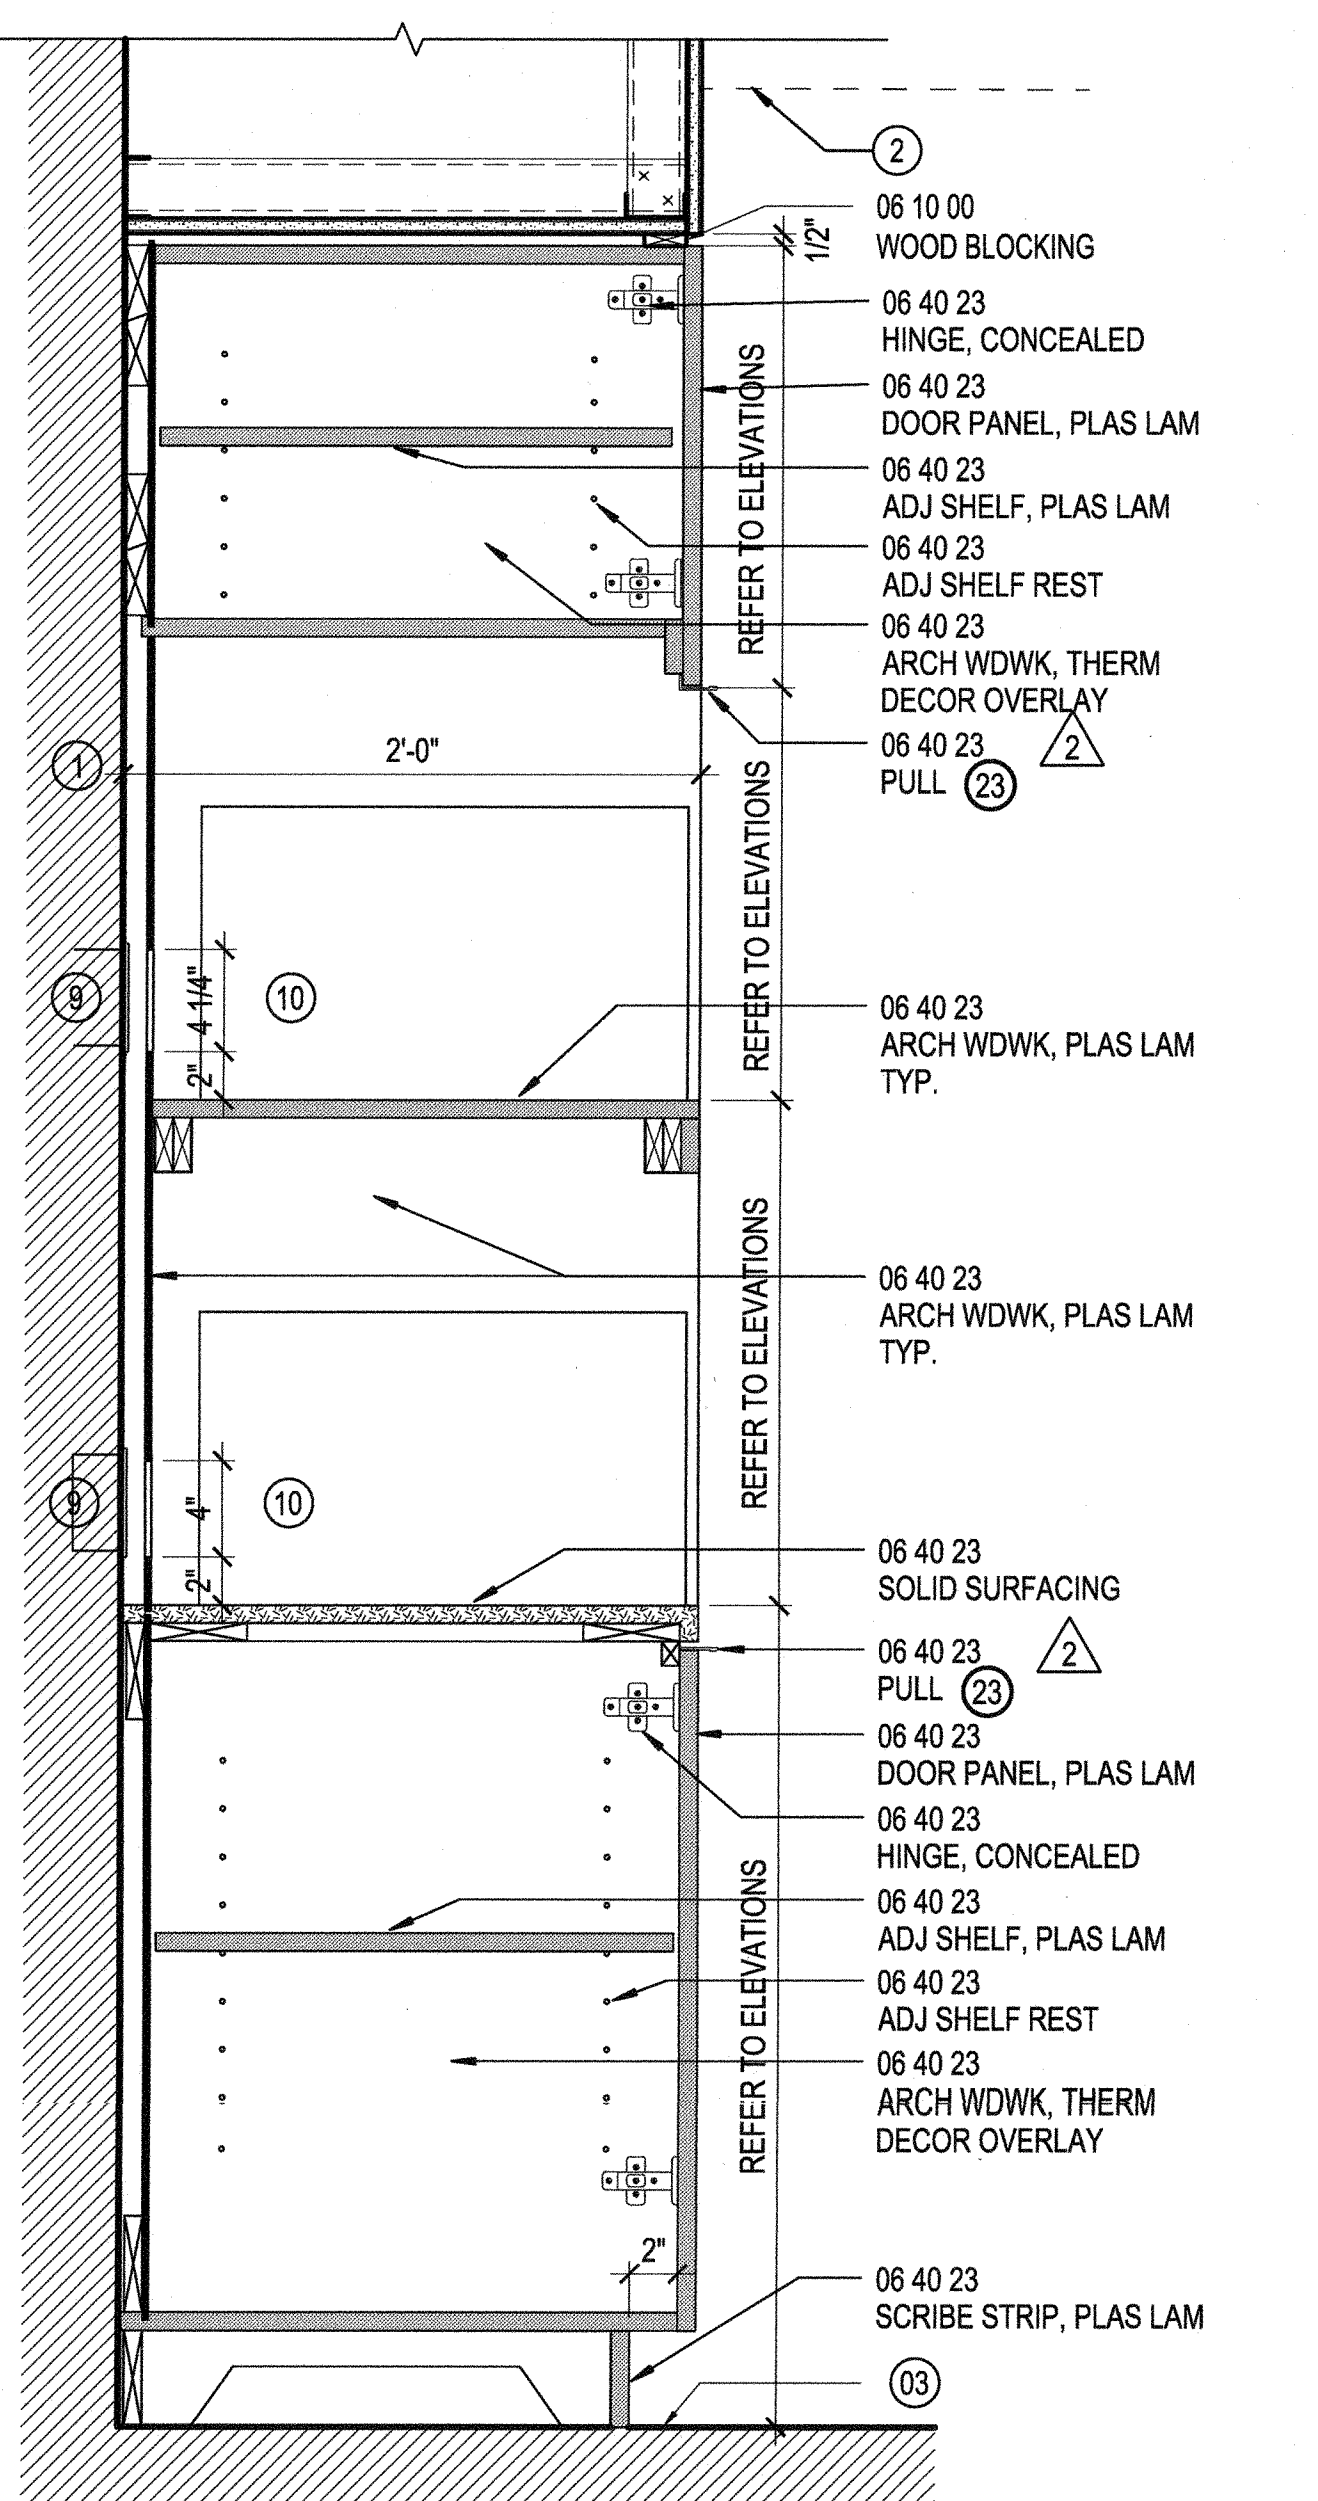 2
06 10 00
WOOD BLOCKING
1/2"
06 40 23
HINGE, CONCEALED
06 40 23
DOOR PANEL, PLAS LAM
06 40 23
ADJ SHELF, PLAS LAM
06 40 23
ADJ SHELF REST
REFER TO ELEVATIONS
06 40 23
ARCH WDWK, THERM
DECOR OVERLAY
06 40 23
2
PULL 23
1
2'-0"
REFER TO ELEVATIONS
9
4 1/4"
10
2"
06 40 23
ARCH WDWK, PLAS LAM
TYP.
06 40 23
ARCH WDWK, PLAS LAM
TYP.
REFER TO ELEVATIONS
9
4"
10
2"
06 40 23
SOLID SURFACING
06 40 23
2
PULL 23
06 40 23
DOOR PANEL, PLAS LAM
06 40 23
HINGE, CONCEALED
06 40 23
ADJ SHELF, PLAS LAM
06 40 23
ADJ SHELF REST
REFER TO ELEVATIONS
06 40 23
ARCH WDWK, THERM
DECOR OVERLAY
2"
06 40 23
SCRIBE STRIP, PLAS LAM
03